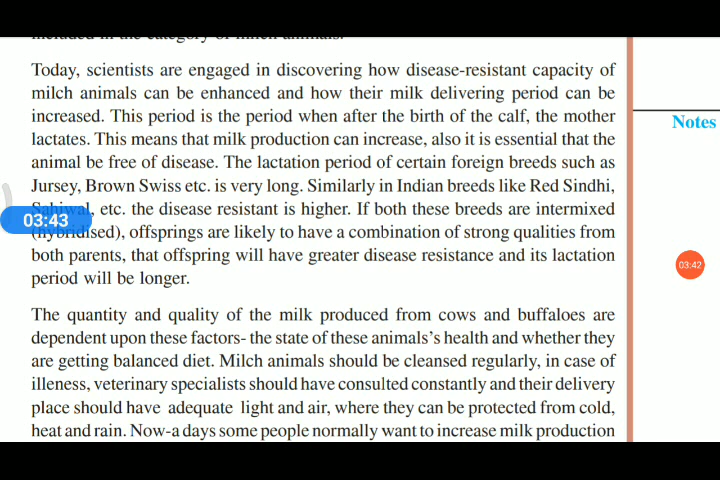 included in the category of milch animals.
Today, scientists are engaged in discovering how disease-resistant capacity of
milch animals can be enhanced and how their milk delivering period can be
increased. This period is the period when after the birth of the calf, the mother
lactates. This means that milk production can increase, also it is essential that the
animal be free of disease. The lactation period of certain foreign breeds such as
Jursey, Brown Swiss etc. is very long. Similarly in Indian breeds like Red Sindhi,
Sahiwal, etc. the disease resistant is higher. If both these breeds are intermixed
(hybridised), offsprings are likely to have a combination of strong qualities from
both parents, that offspring will have greater disease resistance and its lactation
period will be longer.
The quantity and quality of the milk produced from cows and buffaloes are
dependent upon these factors- the state of these animals's health and whether they
are getting balanced diet. Milch animals should be cleansed regularly, in case of
illeness, veterinary specialists should have consulted constantly and their delivery
place should have adequate light and air, where they can be protected from cold,
heat and rain. Now-a days some people normally want to increase milk production
Notes
03:43
03:42